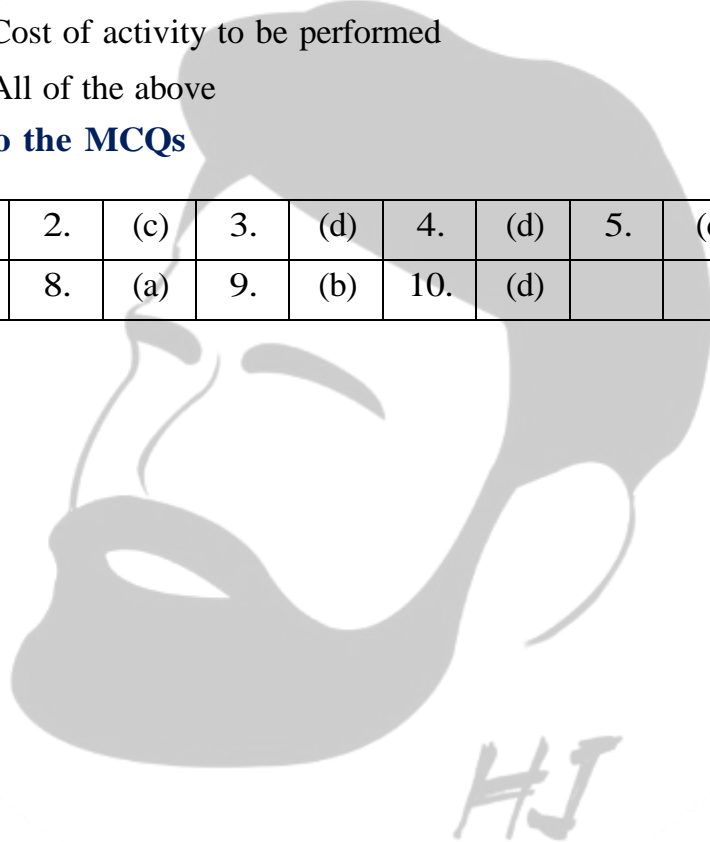 Cost of activity to be performed
All of the above
o the MCQs
2. (c) 3. (d) 4. (d) 5. (
8. (a) 9. (b) 10. (d)
HJ